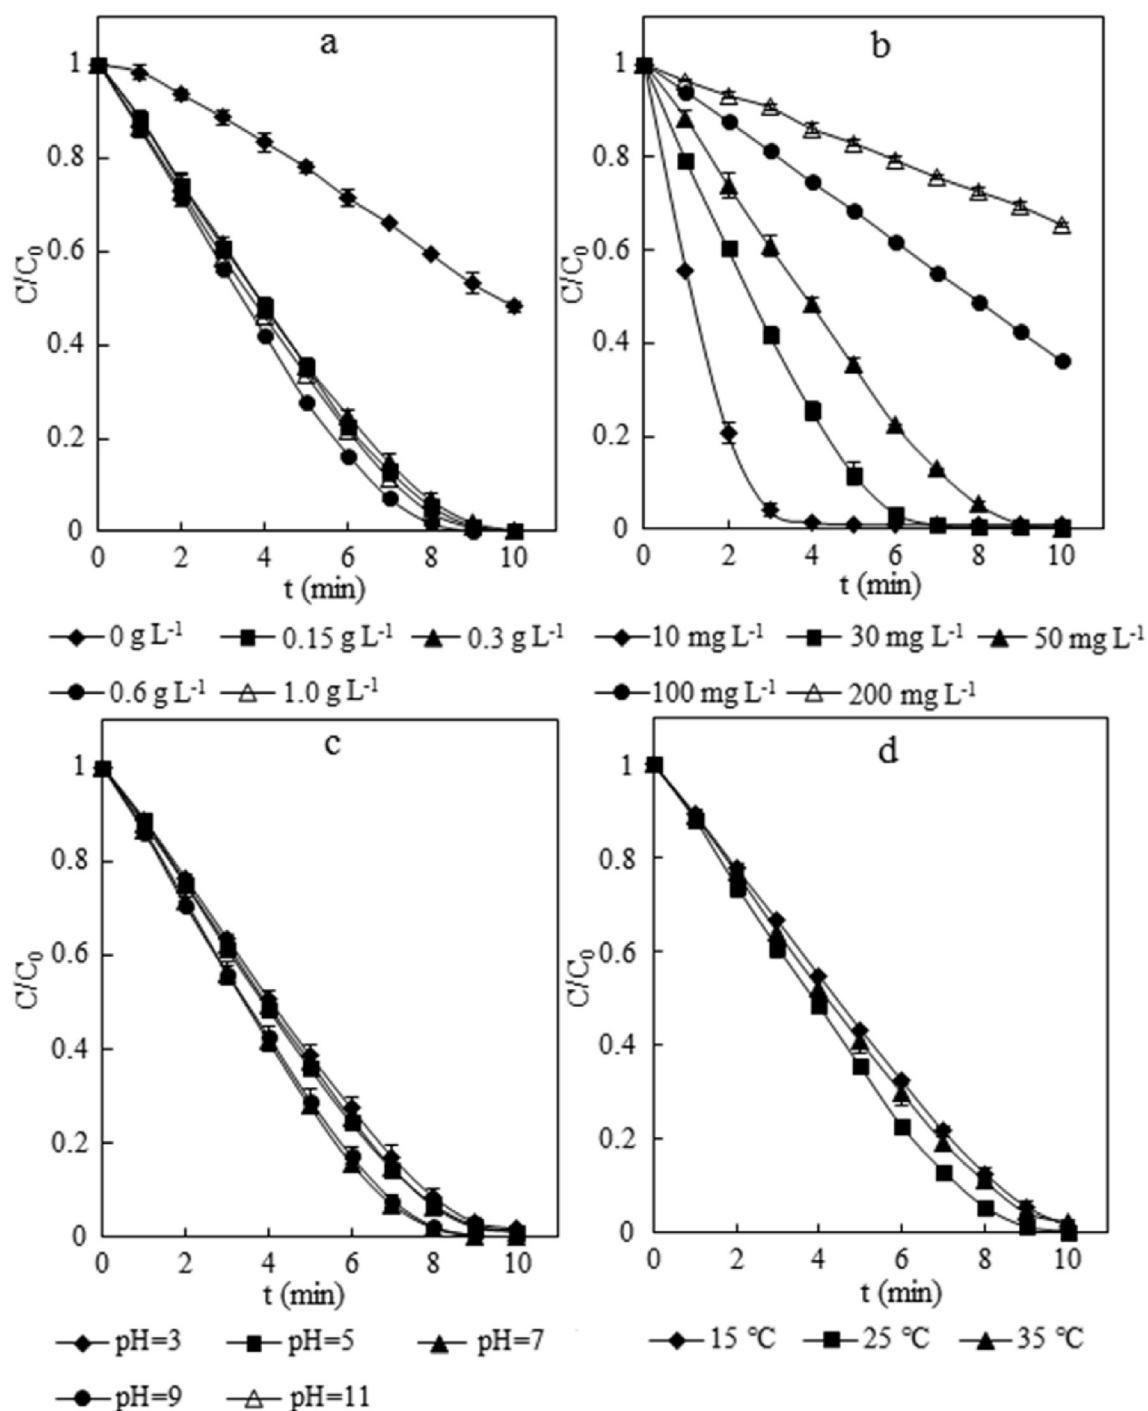 a
1
0.8
0.6
0.4
0.2
0
C/C₀
0 2 4 6 8 10
t (min)
0 g L⁻¹ 0.15 g L⁻¹ 0.3 g L⁻¹
0.6 g L⁻¹ 1.0 g L⁻¹
b
1
0.8
0.6
0.4
0.2
0
C/C₀
0 2 4 6 8 10
t (min)
10 mg L⁻¹ 30 mg L⁻¹ 50 mg L⁻¹
100 mg L⁻¹ 200 mg L⁻¹
c
1
0.8
0.6
0.4
0.2
0
C/C₀
0 2 4 6 8 10
t (min)
pH=3 pH=5 pH=7
pH=9 pH=11
d
1
0.8
0.6
0.4
0.2
0
C/C₀
0 2 4 6 8 10
t (min)
15 °C 25 °C 35 °C